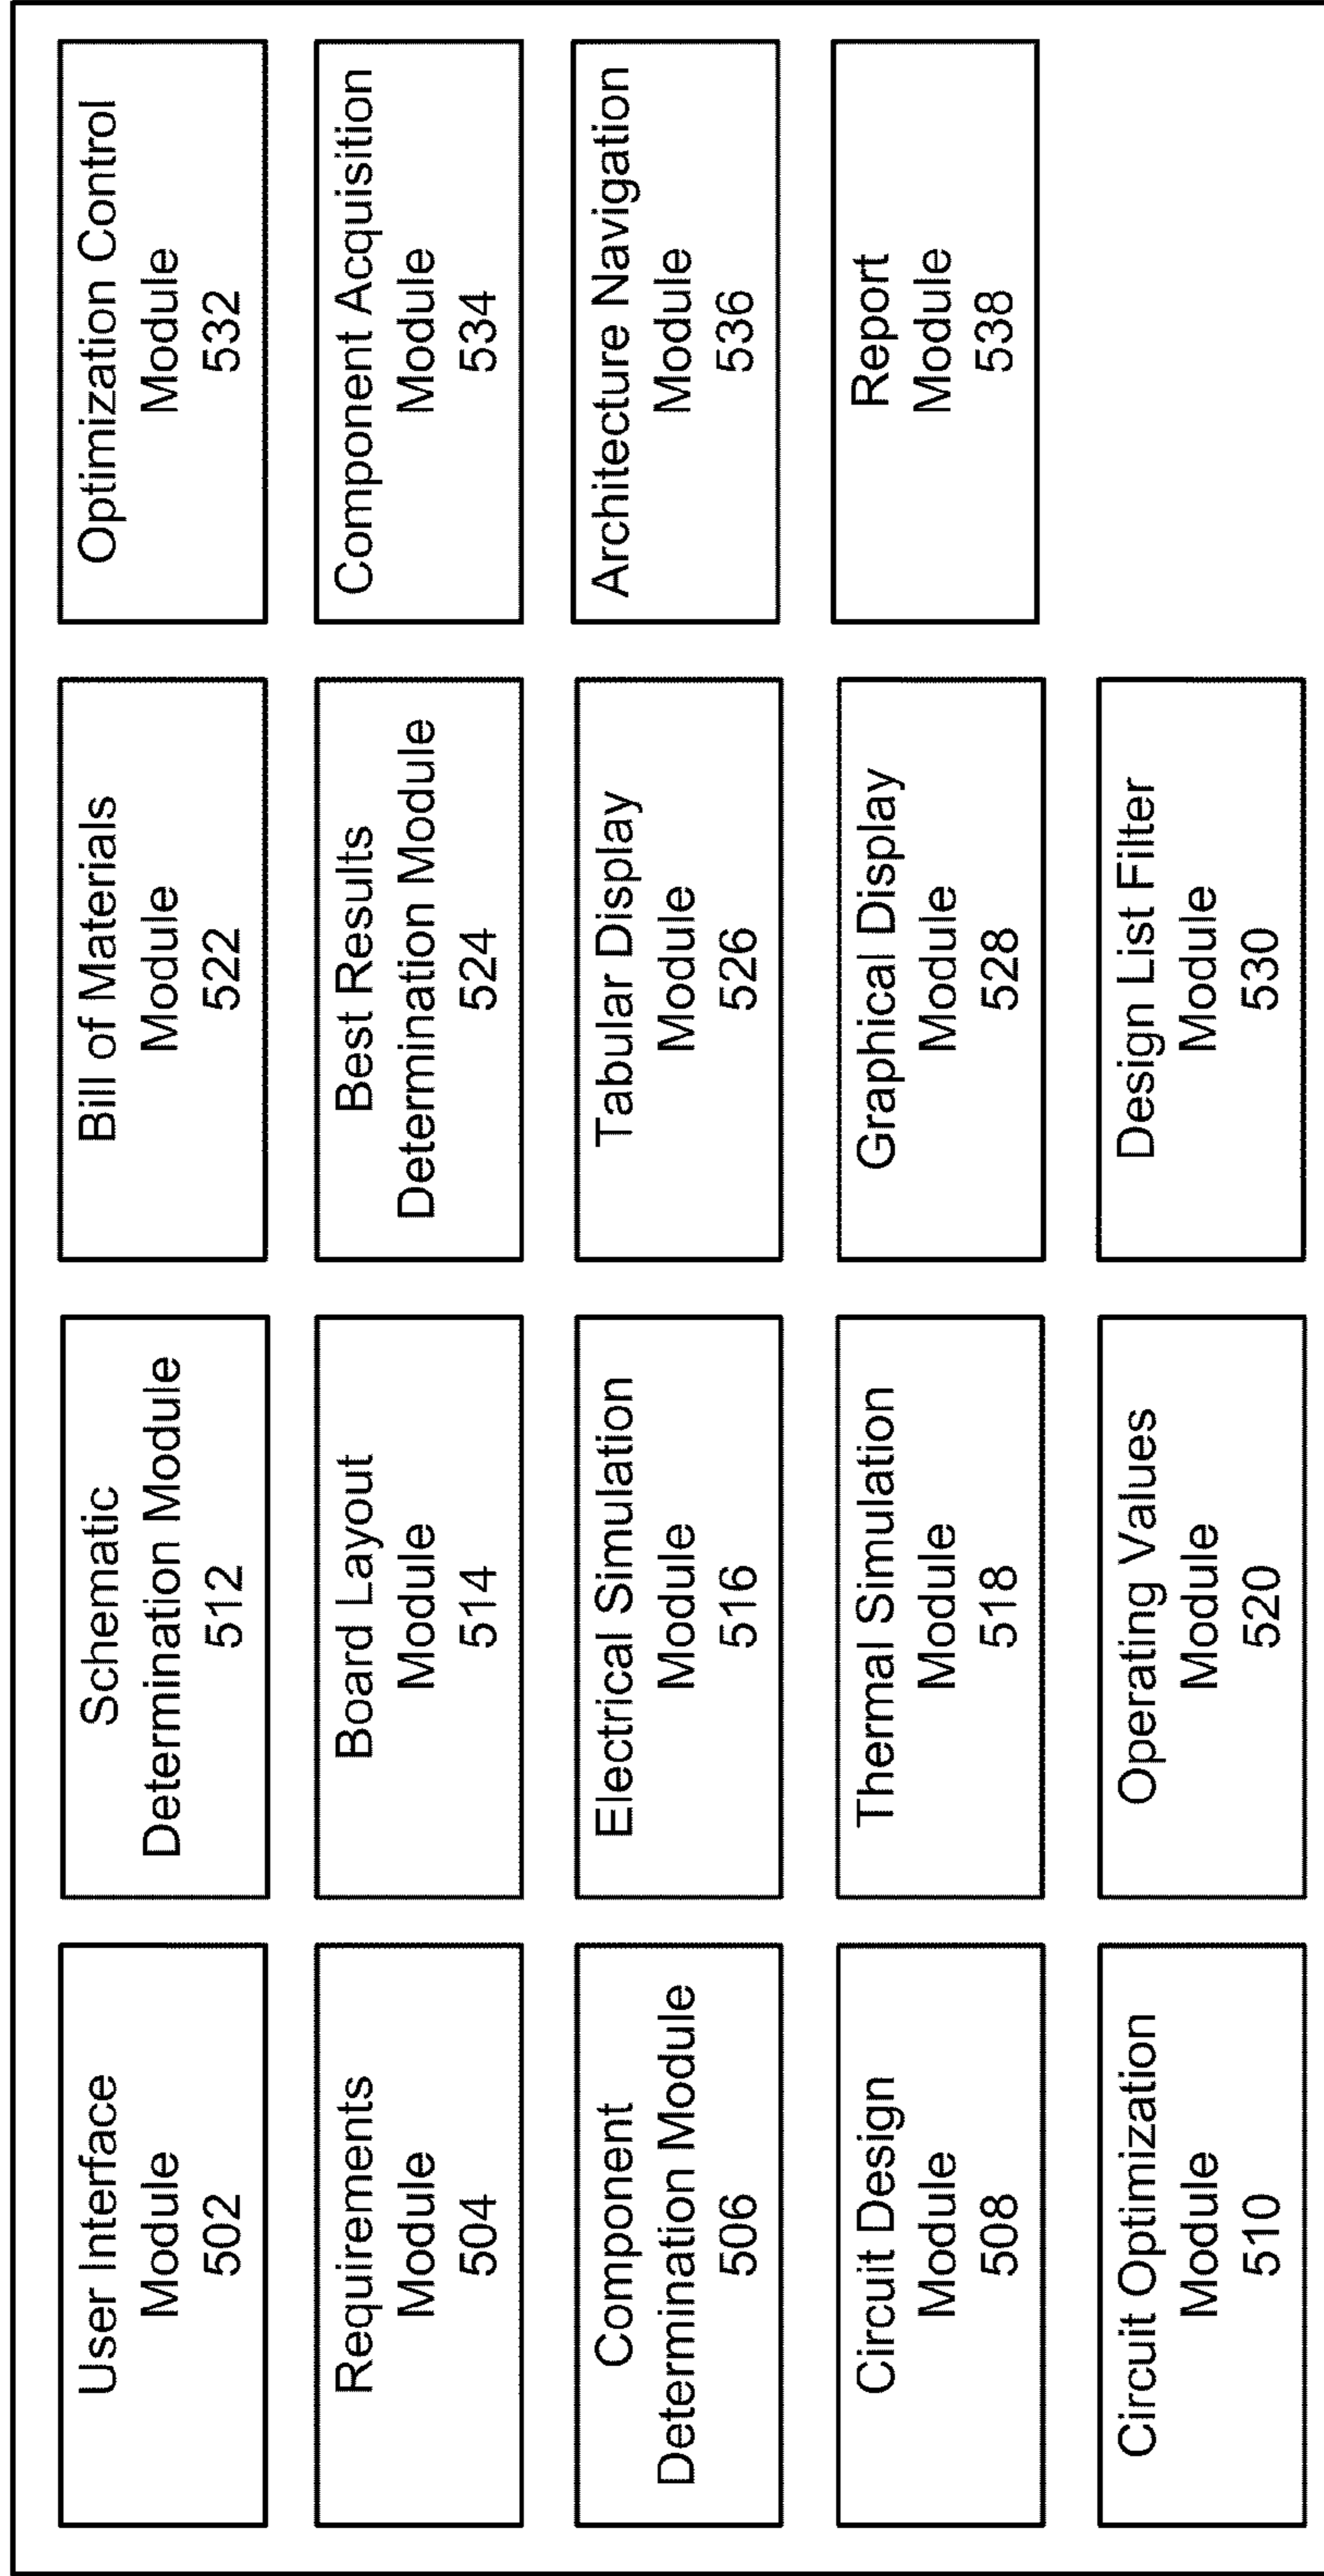 User Interface
Module
502
Requirements
Module
504
Component
Determination Module
506
Circuit Design
Module
508
Circuit Optimization
Module
510
Schematic
Determination Module
512
Board Layout
Module
514
Electrical Simulation
Module
516
Thermal Simulation
Module
518
Operating Values
Module
520
Bill of Materials
Module
522
Best Results
Determination Module
524
Tabular Display
Module
526
Graphical Display
Module
528
Design List Filter
Module
530
Optimization Control
Module
532
Component Acquisition
Module
534
Architecture Navigation
Module
536
Report
Module
538